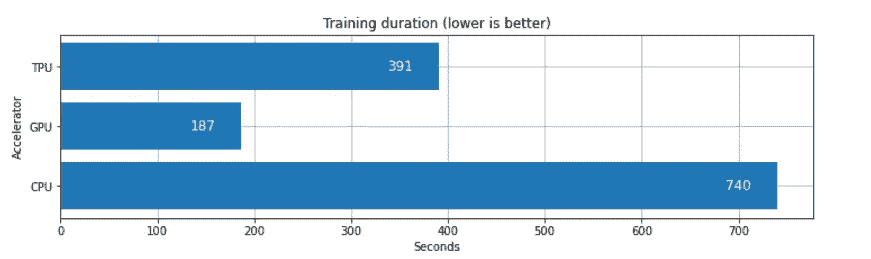 Training duration (lower is better)
TPU 391
GPU 187
CPU 740
Accelerator
0 100 200 300 400 500 600 700
Seconds